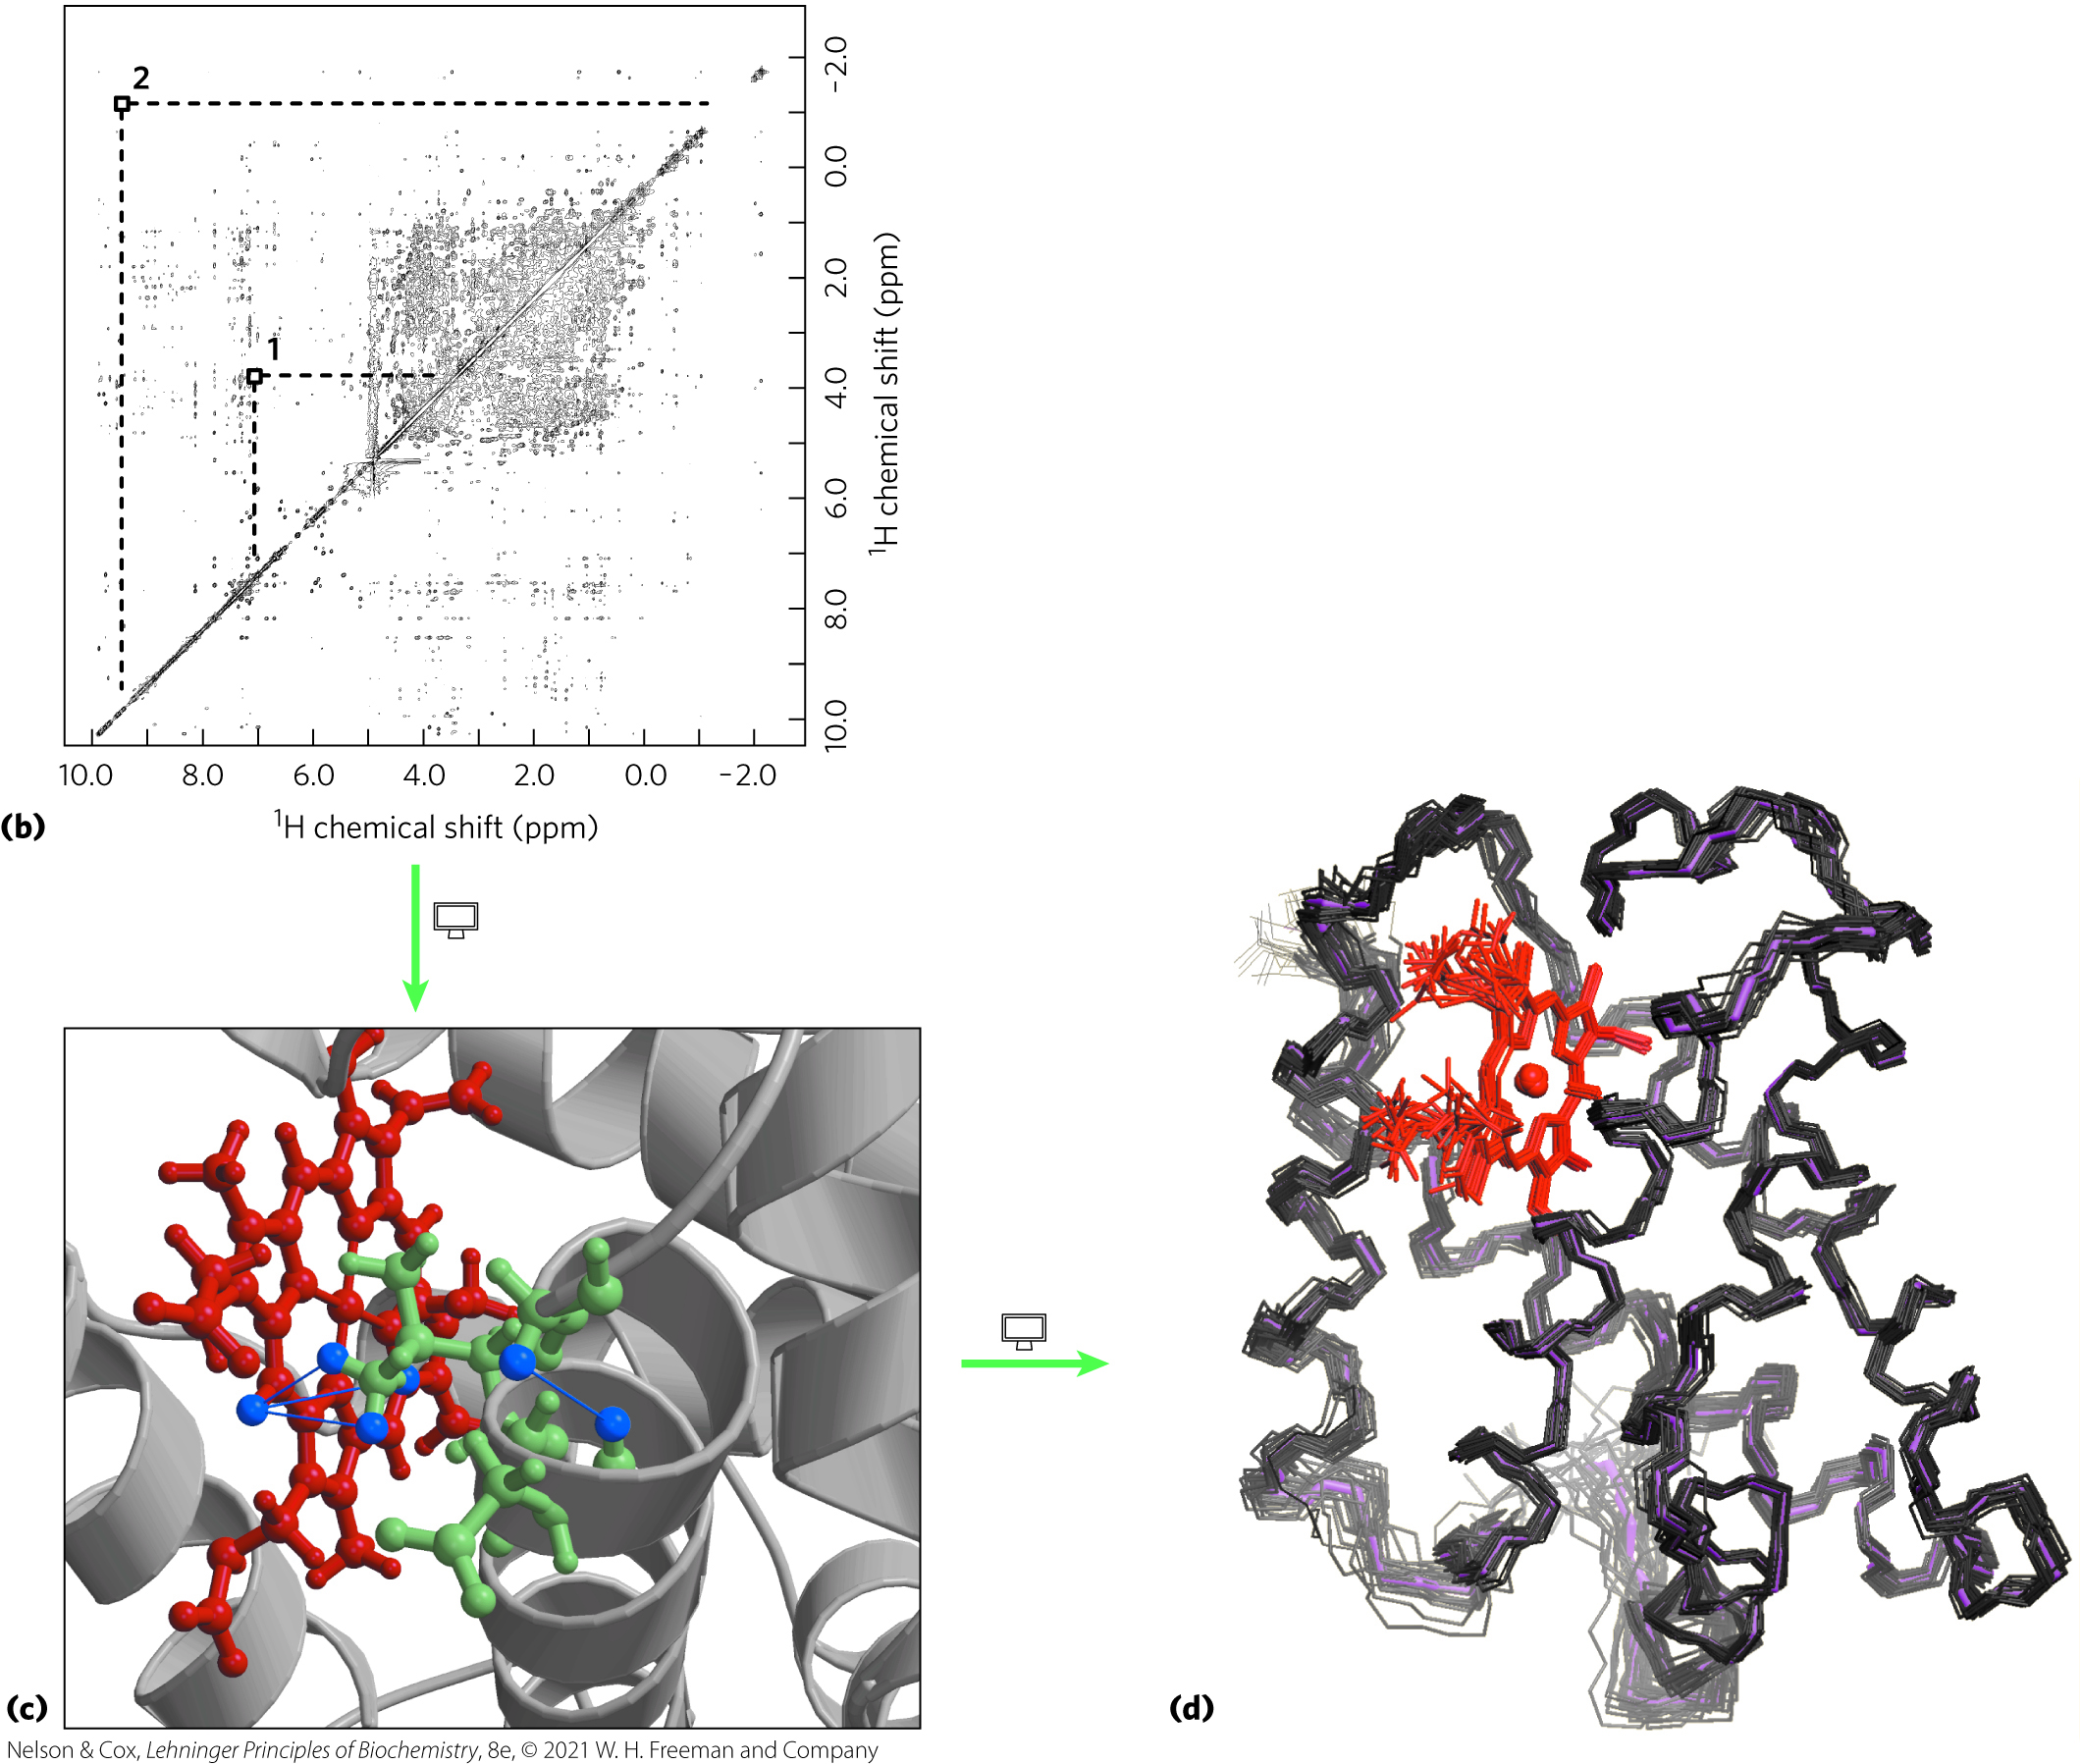 2
1
-2.0
0.0
2.0
4.0
6.0
8.0
10.0
¹H chemical shift (ppm)
10.0 8.0 6.0 4.0 2.0 0.0 -2.0
¹H chemical shift (ppm)
(b)
(c)
(d)
Nelson & Cox, Lehninger Principles of Biochemistry, 8e, © 2021 W. H. Freeman and Company